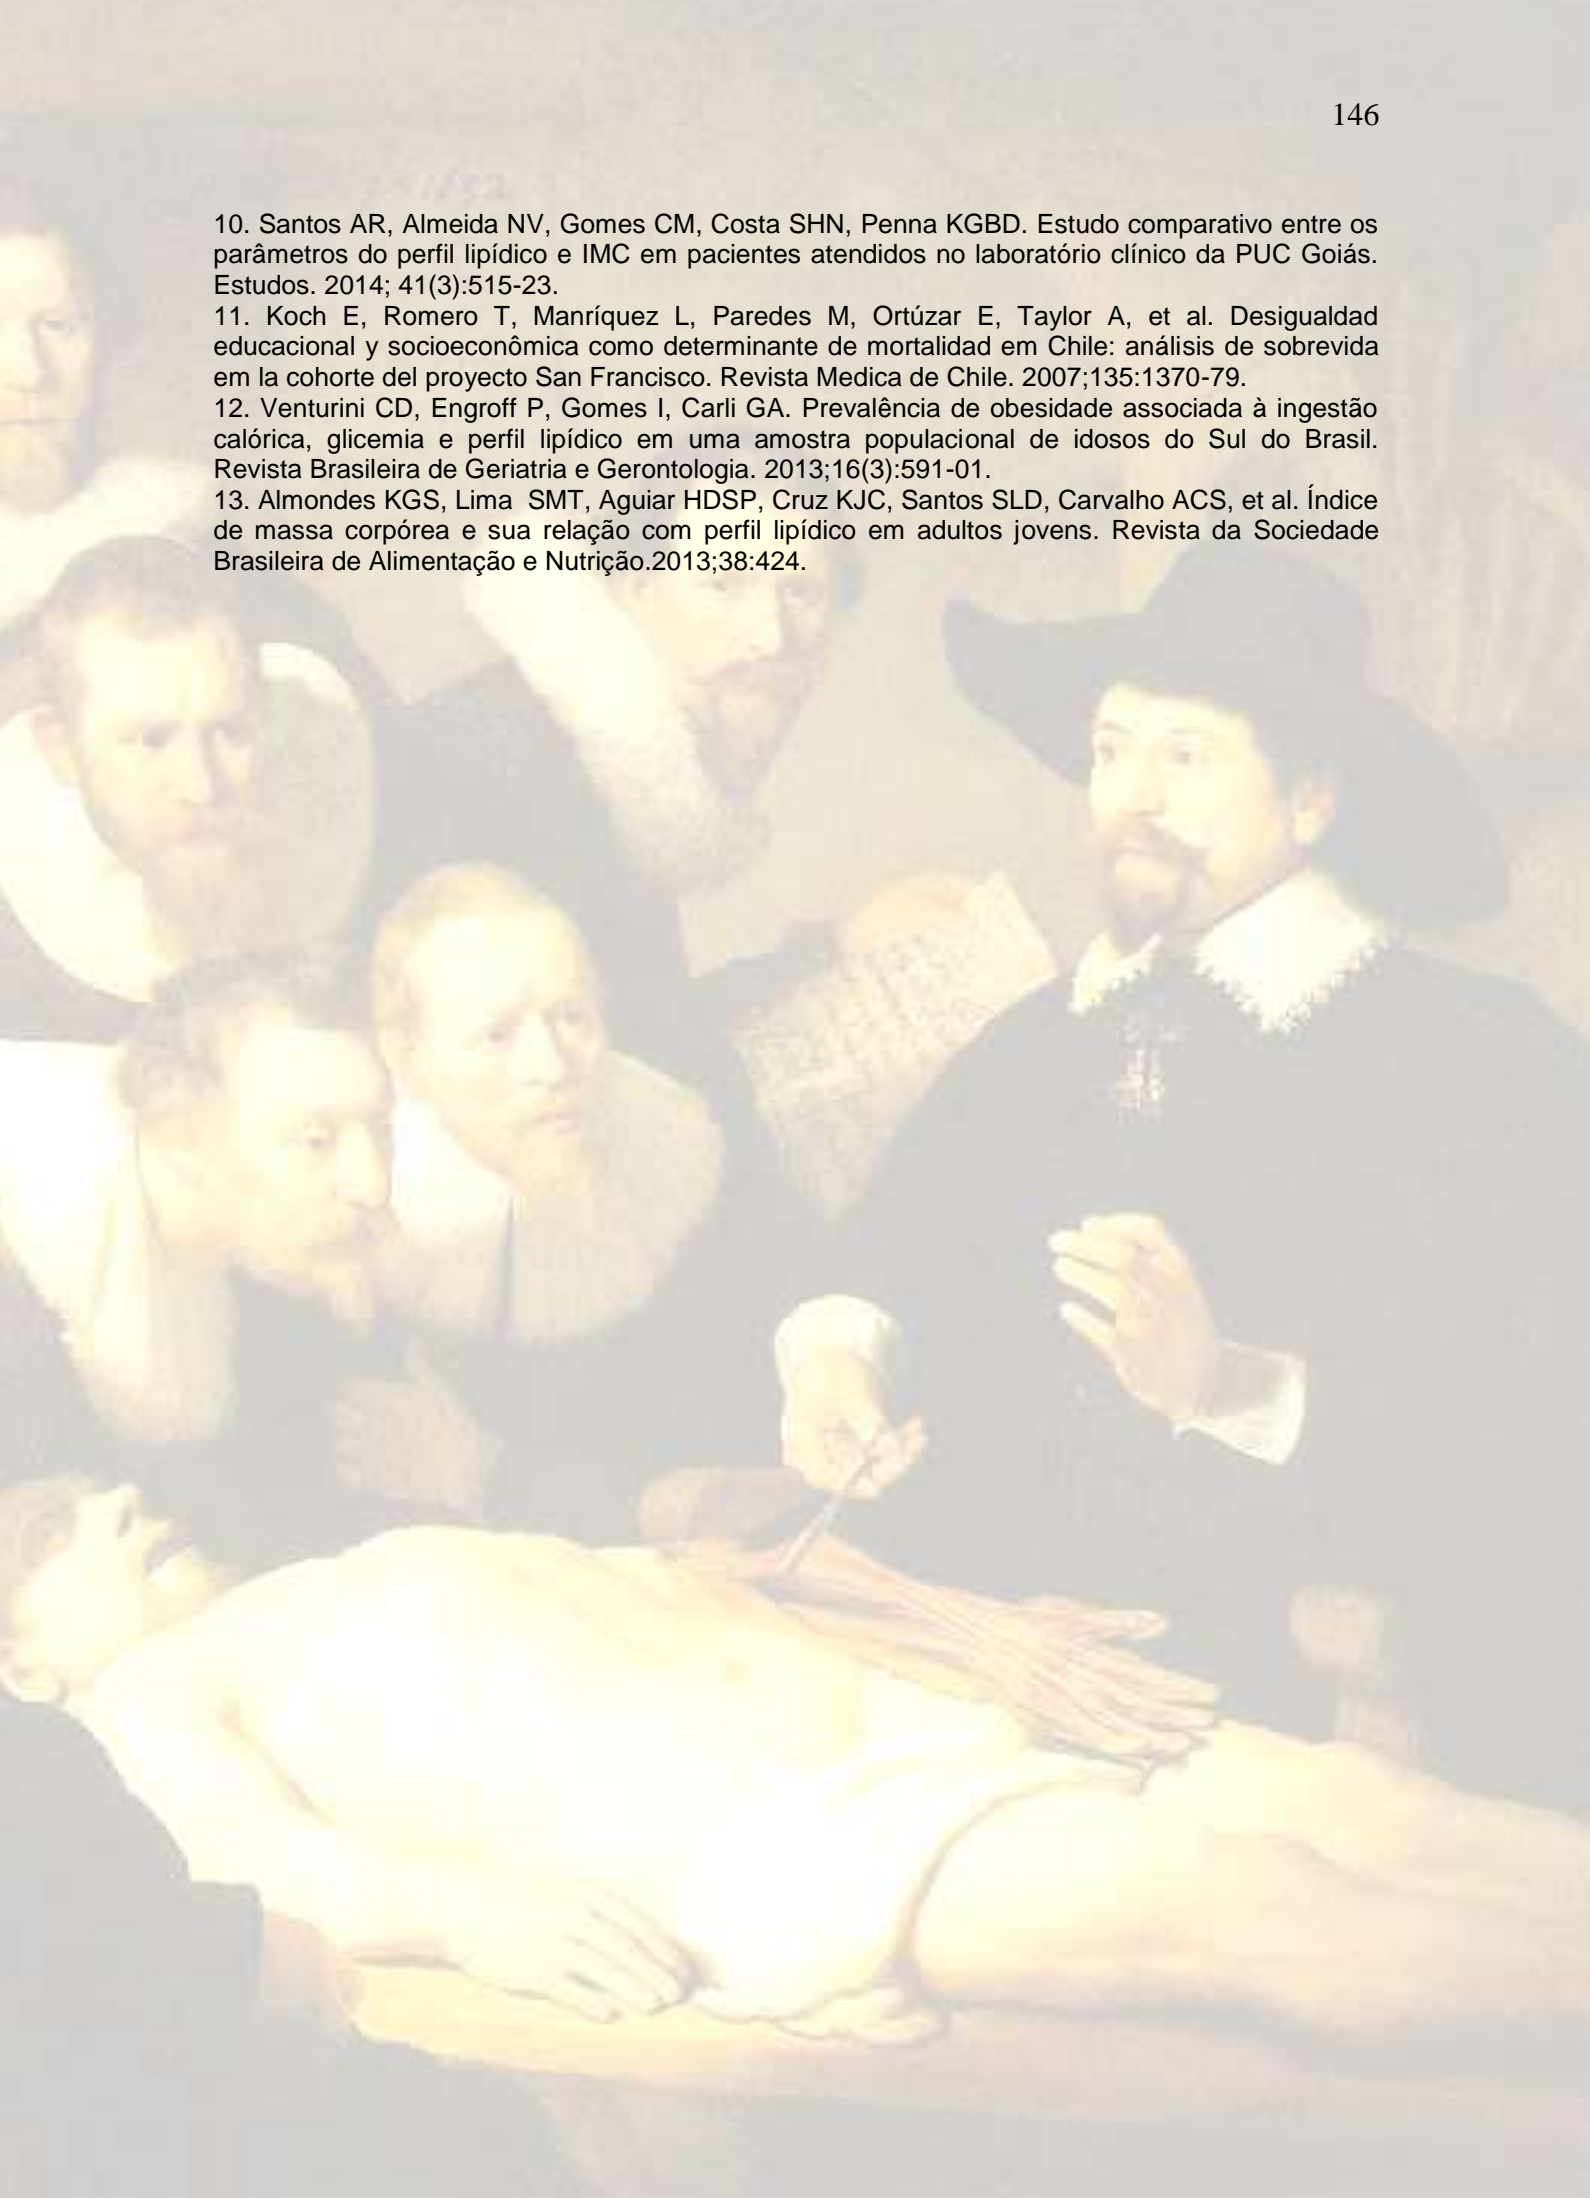 146
10. Santos AR, Almeida NV, Gomes CM, Costa SHN, Penna KGBD. Estudo comparativo entre os
parâmetros do perfil lipídico e IMC em pacientes atendidos no laboratório clínico da PUC Goiás.
Estudos. 2014; 41(3):515-23.
11. Koch E, Romero T, Manríquez L, Paredes M, Ortúzar E, Taylor A, et al. Desigualdad
educacional y socioeconômica como determinante de mortalidad em Chile: análisis de sobrevida
em la cohorte del proyecto San Francisco. Revista Medica de Chile. 2007;135:1370-79.
12. Venturini CD, Engroff P, Gomes I, Carli GA. Prevalência de obesidade associada à ingestão
calórica, glicemia e perfil lipídico em uma amostra populacional de idosos do Sul do Brasil.
Revista Brasileira de Geriatria e Gerontologia. 2013;16(3):591-01.
13. Almondes KGS, Lima  SMT, Aguiar HDSP, Cruz KJC, Santos SLD, Carvalho ACS, et al. Índice
de massa corpórea e sua relação com perfil lipídico em adultos jovens. Revista da Sociedade
Brasileira de Alimentação e Nutrição.2013;38:424.